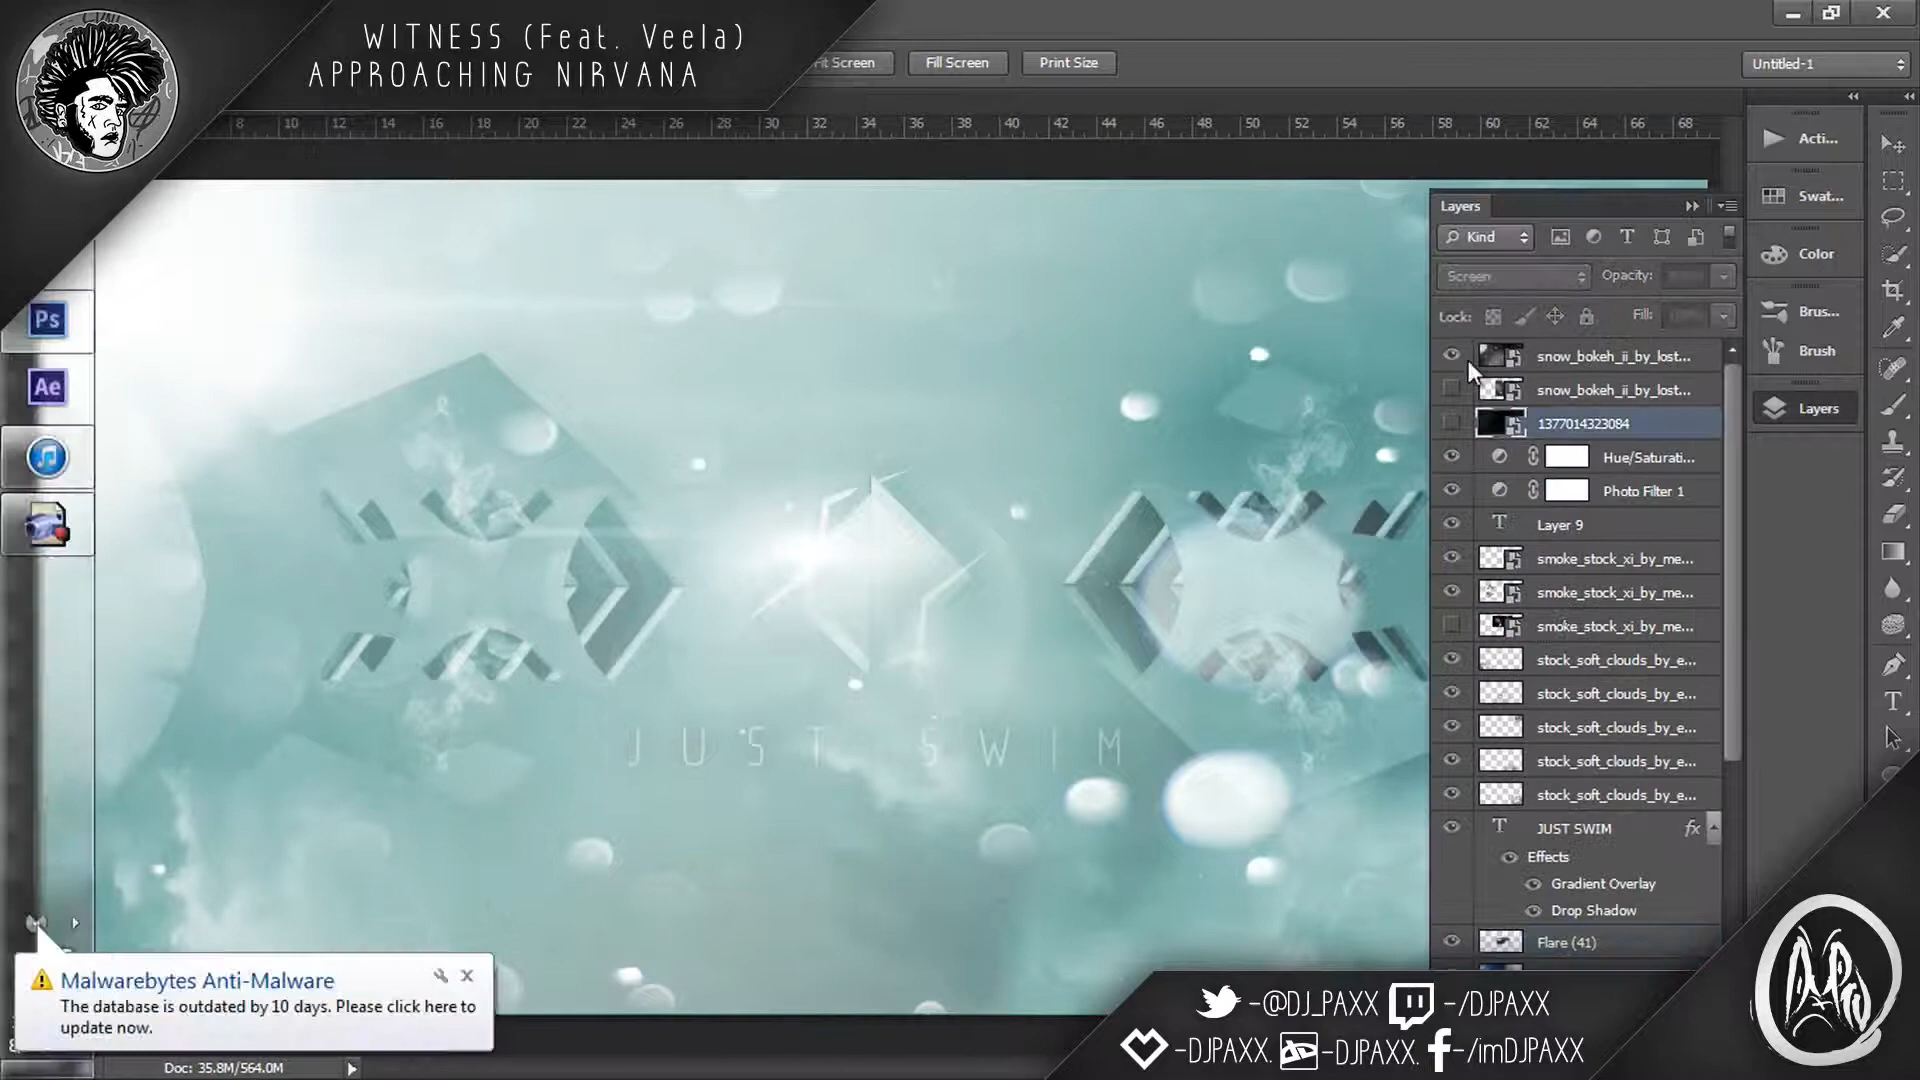 WITNESS (Feat. Veela)
APPROACHING NIRVANA
Fit Screen
Fill Screen
Print Size
Untitled-1
8 10 12 14 16 18 20 22 24 26 28 30 32 34 36 38 40 42 44 46 48 50 52 54 56 58 60 62 64 66 68
Acti...
Swat...
Color
Brus...
Brush
Layers
Layers
Kind
Screen
Opacity:
Lock:
Fill:
snow_bokeh_ii_by_lost...
snow_bokeh_ii_by_lost...
1377014323084
Hue/Saturati...
Photo Filter 1
Layer 9
smoke_stock_xi_by_me...
smoke_stock_xi_by_me...
smoke_stock_xi_by_me...
stock_soft_clouds_by_e...
stock_soft_clouds_by_e...
stock_soft_clouds_by_e...
stock_soft_clouds_by_e...
stock_soft_clouds_by_e...
JUST SWIM
fx
Effects
Gradient Overlay
Drop Shadow
Flare (41)
Ps
Ae
JUST SWIM
Malwarebytes Anti-Malware
The database is outdated by 10 days. Please click here to
update now.
Doc: 35.8M/564.0M
-@DJ_PAXX
-/DJPAXX
-DJPAXX.
-DJPAXX.
-/imDJPAXX